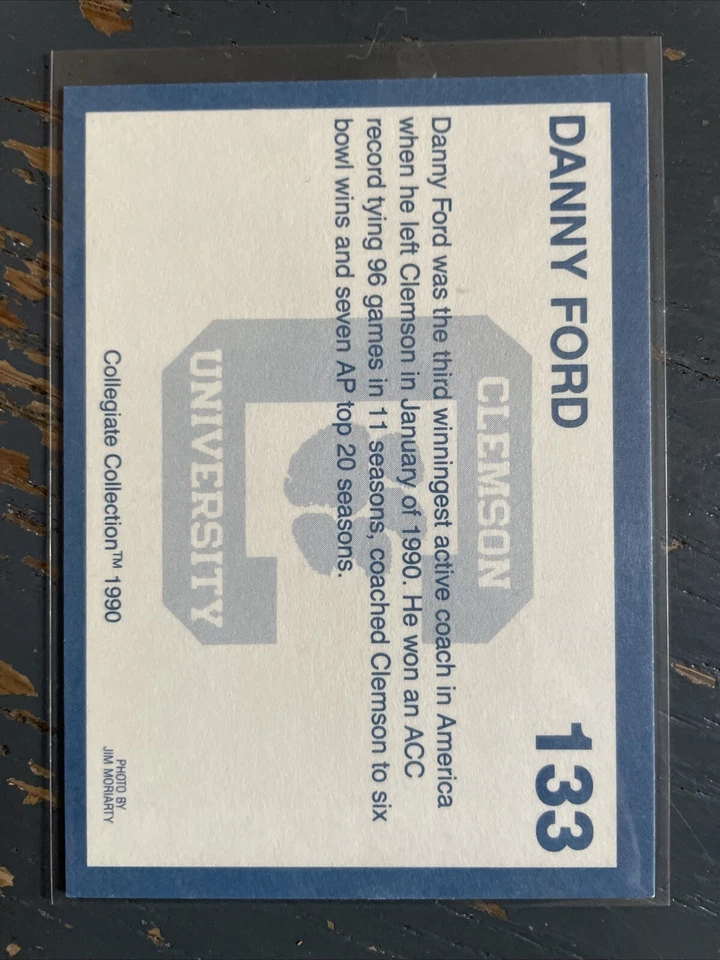 DANNY FORD
133
Danny Ford was the third winningest active coach in America
when he left Clemson in January of 1990. He won an ACC
record tying 96 games in 11 seasons, coached Clemson to six
bowl wins and seven AP top 20 seasons.
CLEMSON
UNIVERSITY
Collegiate Collection™ 1990
PHOTO BY
JIM MORIARTY